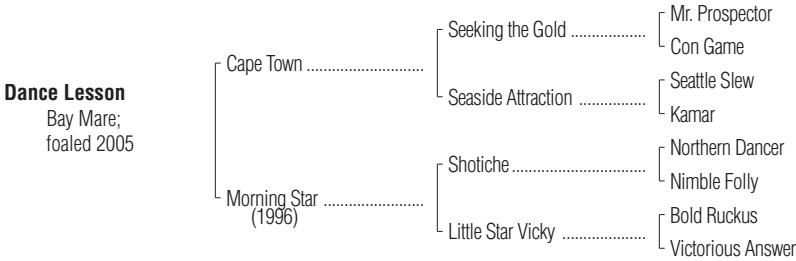 Dance Lesson
Bay Mare;
foaled 2005
Cape Town ...........................
Morning Star .......................
(1996)
Seeking the Gold .................
Seaside Attraction ...............
Shotiche...............................
Little Star Vicky ...................
Mr. Prospector
Con Game
Seattle Slew
Kamar
Northern Dancer
Nimble Folly
Bold Ruckus
Victorious Answer